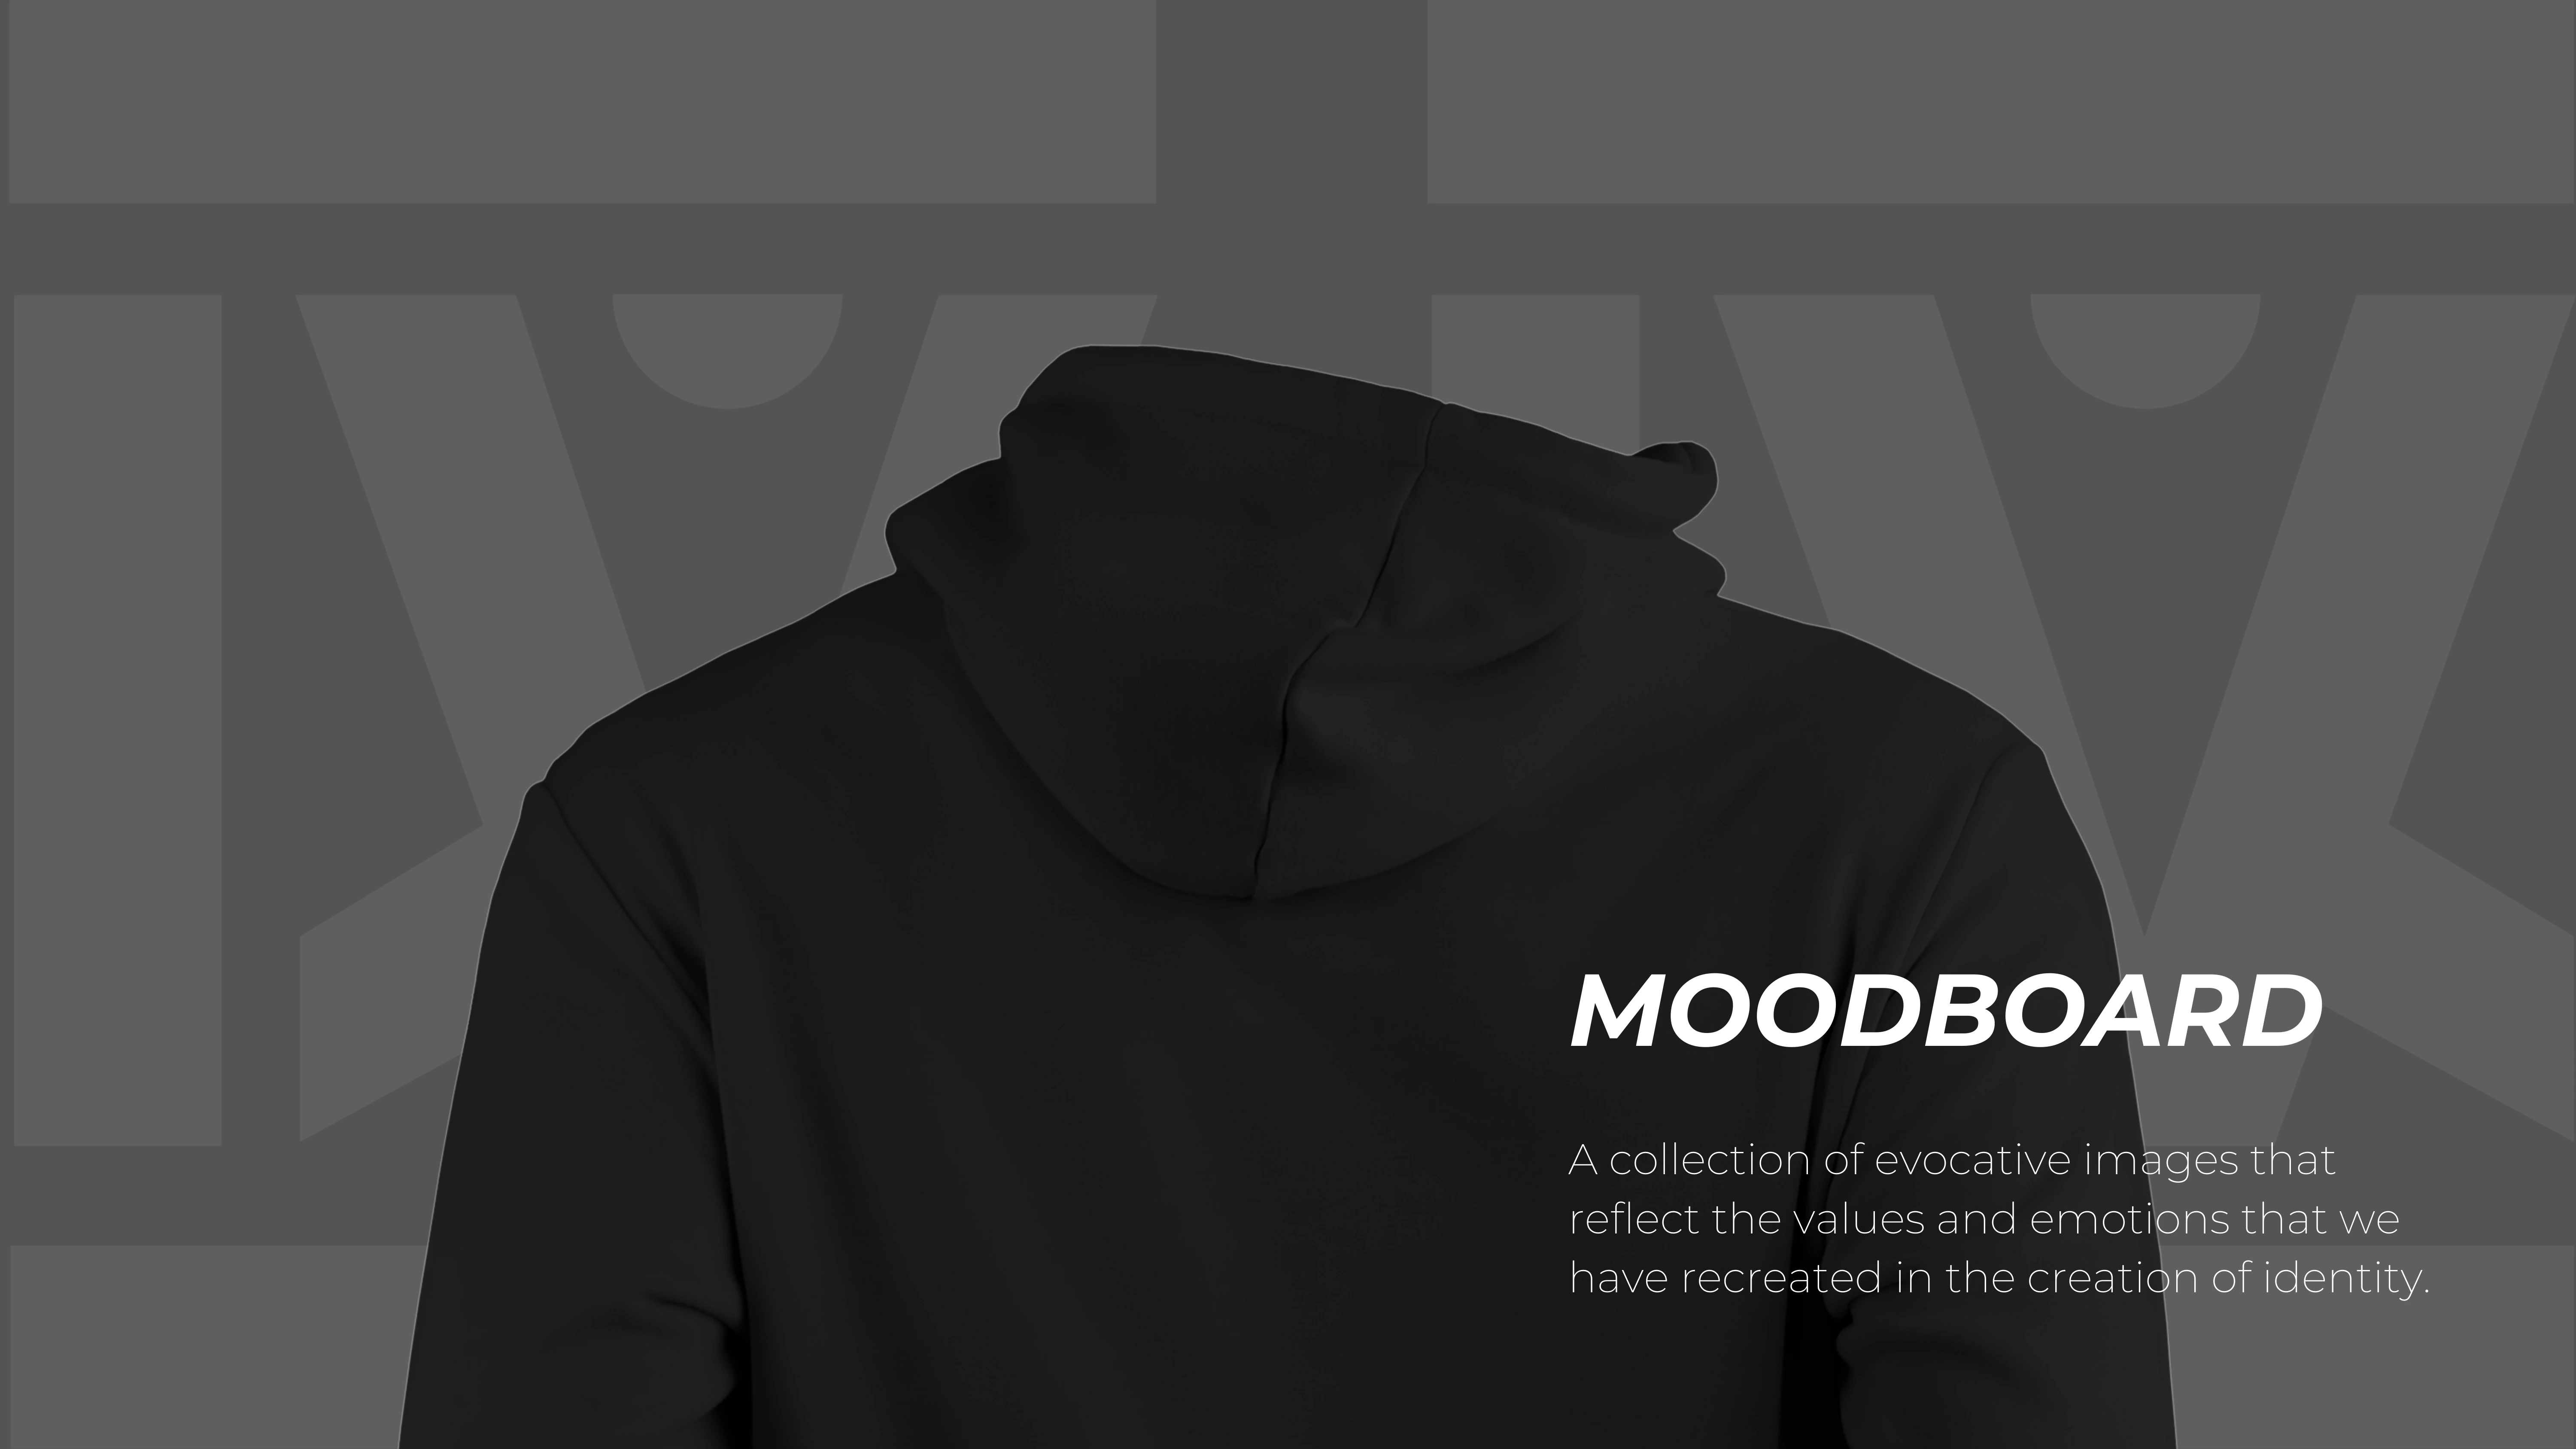 MOODBOARD
A collection of evocative images that
reflect the values and emotions that we
have recreated in the creation of identity.